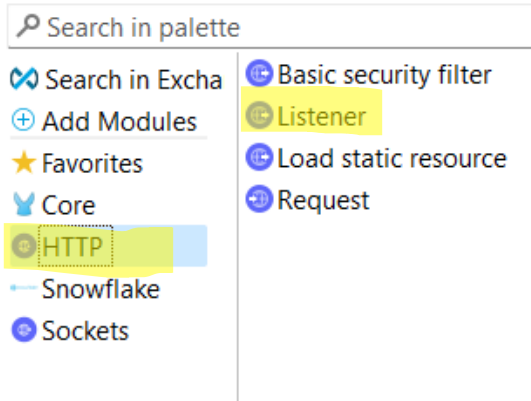 Search in palette
Search in Excha
Add Modules
Favorites
Core
HTTP
Snowflake
Sockets
Basic security filter
Listener
Load static resource
Request